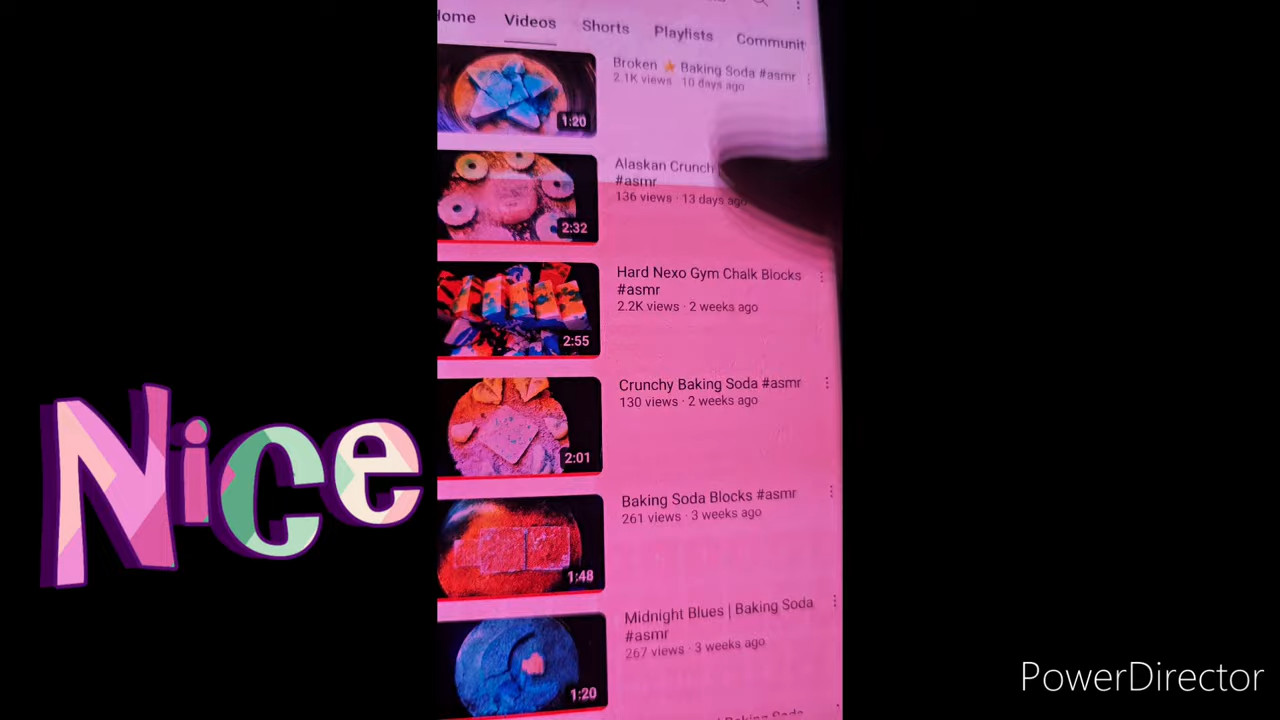 Home Videos Shorts Playlists Communit
Broken ⭐ Baking Soda #asmr
2.1K views 10 days ago
1:20
Alaskan Crunch
#asmr
136 views · 13 days ago
2:32
Hard Nexo Gym Chalk Blocks
#asmr
2.2K views · 2 weeks ago
2:55
Crunchy Baking Soda #asmr
130 views · 2 weeks ago
2:01
Nice
Baking Soda Blocks #asmr
261 views · 3 weeks ago
1:48
Midnight Blues | Baking Soda
#asmr
267 views · 3 weeks ago
1:20
PowerDirector
Baking Soda